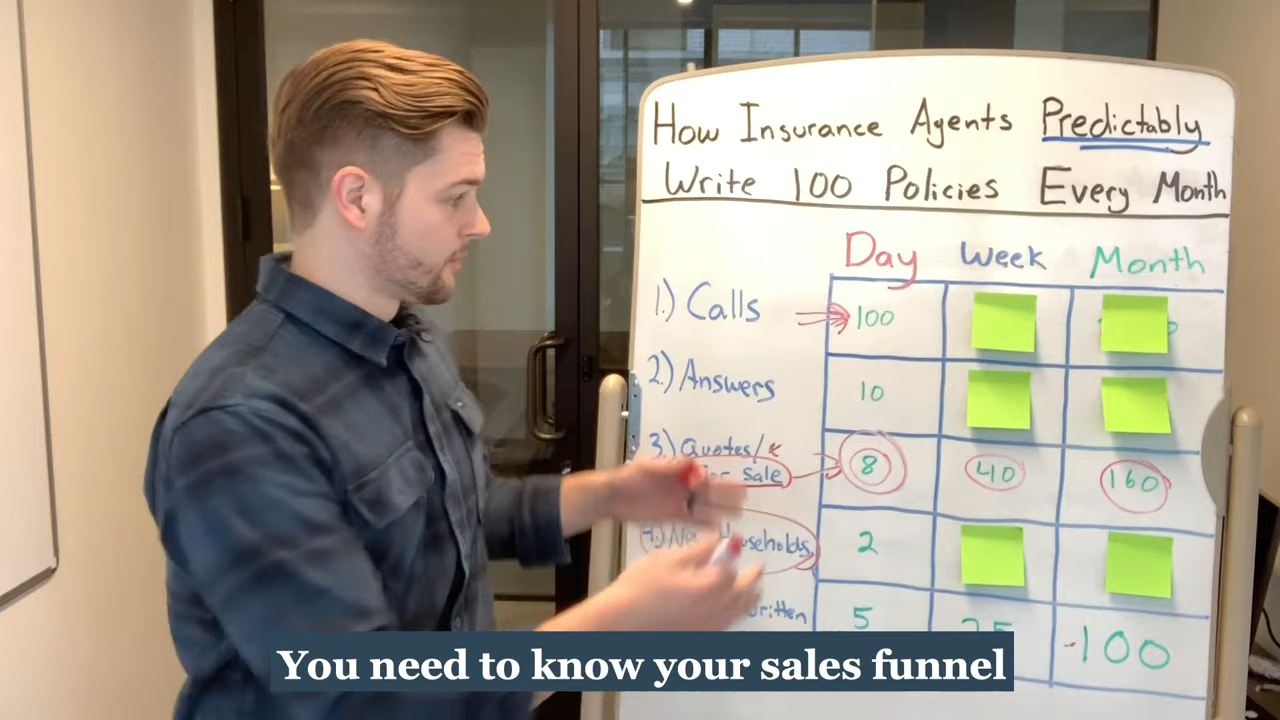 How Insurance Agents Predictably
Write 100 Policies Every Month
Day Week Month
1.) Calls 100
2.) Answers 10
3.) Quotes/*
sale 8 40 160
Households 2
5
100
You need to know your sales funnel